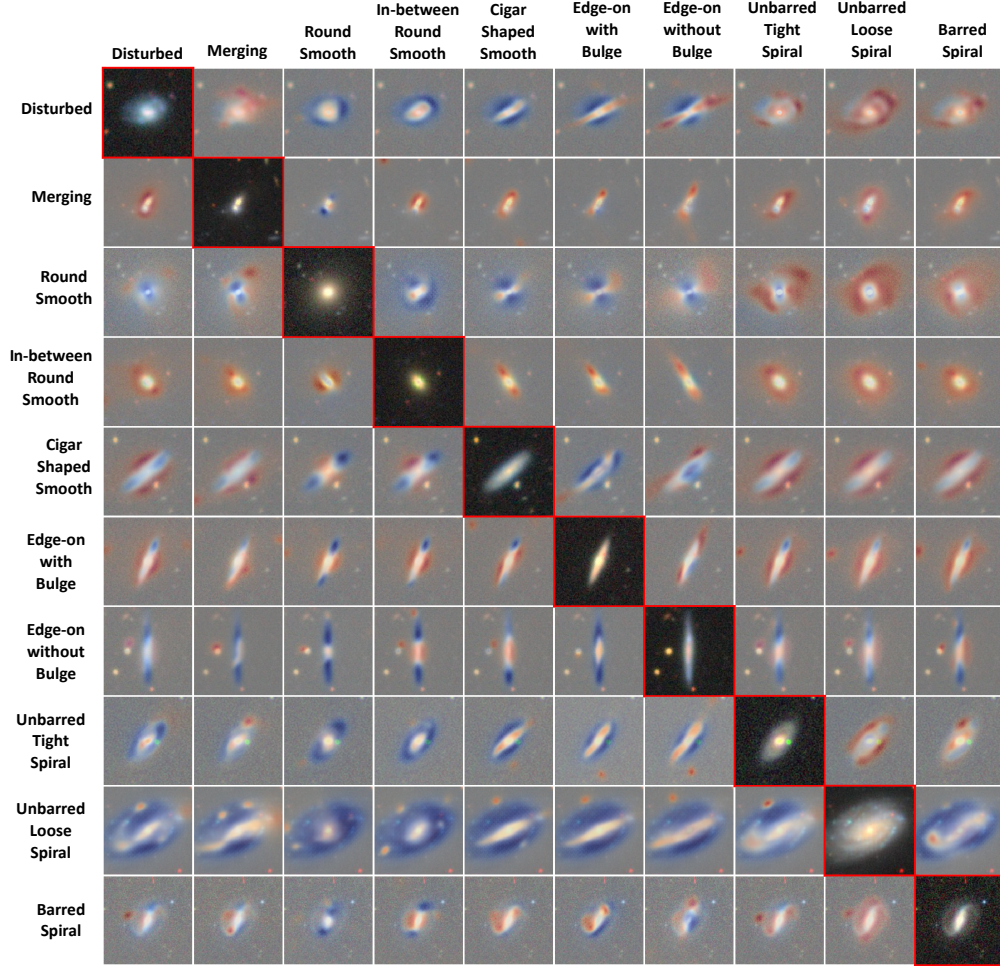 Disturbed
Merging
Round
Smooth
In-between
Round
Smooth
Cigar
Shaped
Smooth
Edge-on
with
Bulge
Edge-on
without
Bulge
Unbarred
Tight
Spiral
Unbarred
Loose
Spiral
Barred
Spiral
Disturbed
Merging
Round
Smooth
In-between
Round
Smooth
Cigar
Shaped
Smooth
Edge-on
with
Bulge
Edge-on
without
Bulge
Unbarred
Tight
Spiral
Unbarred
Loose
Spiral
Barred
Spiral